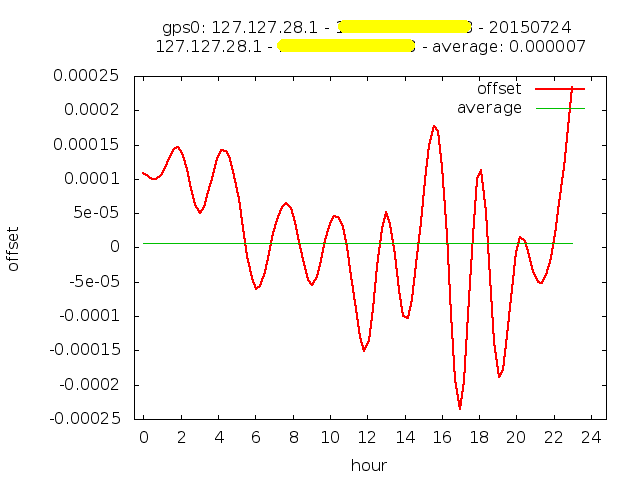 gps0: 127.127.28.1 - - 20150724
127.127.28.1 - - average: 0.000007
0.00025
0.0002
0.00015
0.0001
5e-05
0
-5e-05
-0.0001
-0.00015
-0.0002
-0.00025
offset
offset
average
0 2 4 6 8 10 12 14 16 18 20 22 24
hour